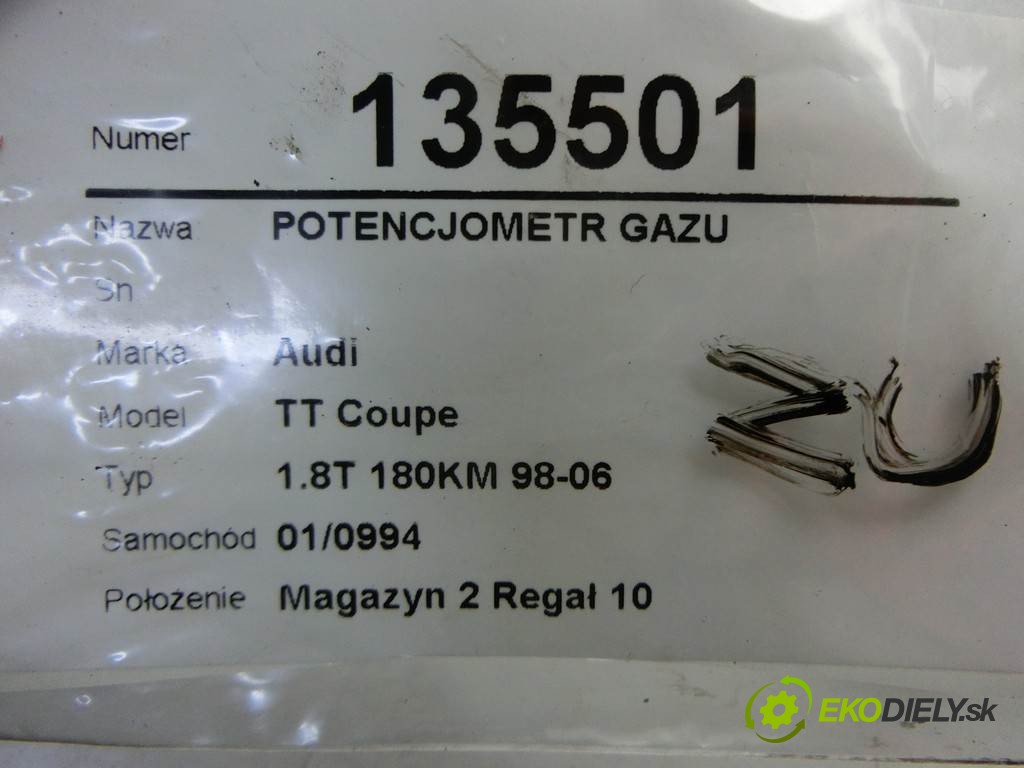 Numer 135501
Nazwa POTENCJOMETR GAZU
Sn
Marka Audi
Model TT Coupe
Typ 1.8T 180KM 98-06
Samochód 01/0994
Położenie Magazyn 2 Regał 10
EKODIELY.sk